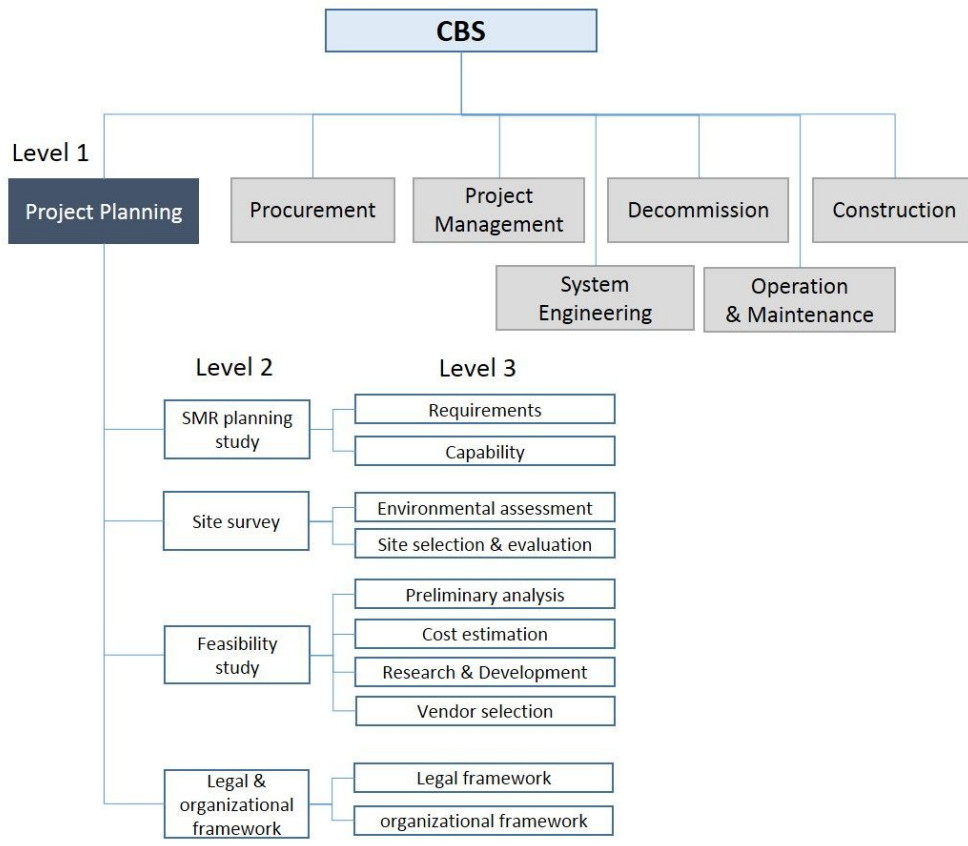 CBS
Level 1
Project Planning
Procurement
Project
Management
Decommission
Construction
System
Engineering
Operation
& Maintenance
Level 2
Level 3
SMR planning
study
Requirements
Capability
Site survey
Environmental assessment
Site selection & evaluation
Feasibility
study
Preliminary analysis
Cost estimation
Research & Development
Vendor selection
Legal &
organizational
framework
Legal framework
organizational framework